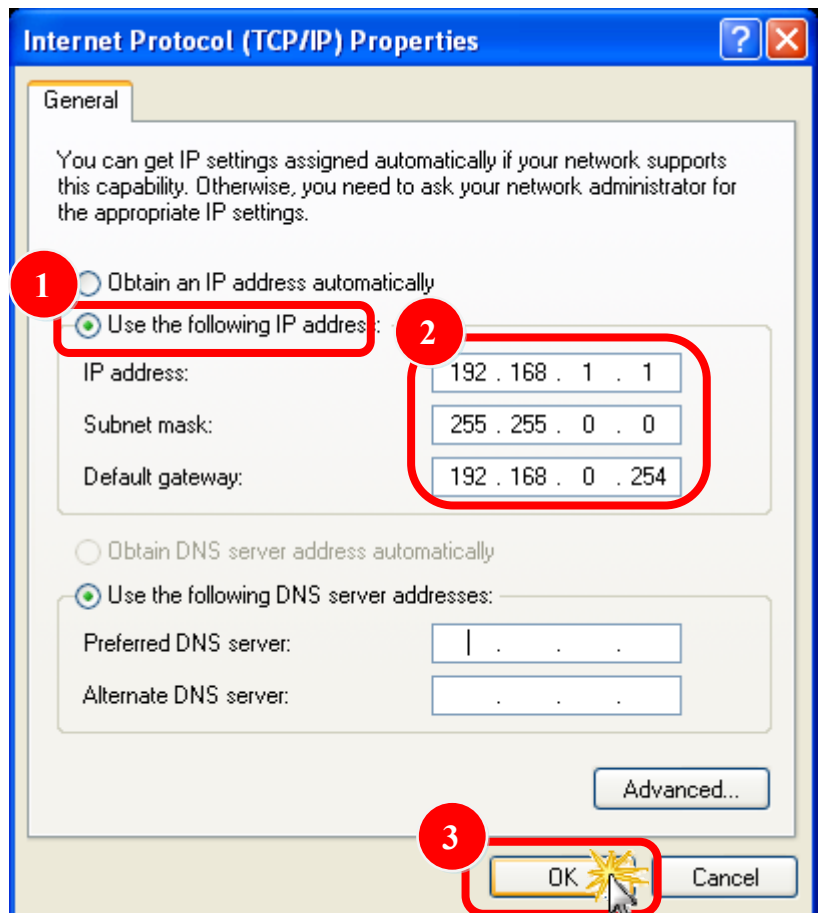 Internet Protocol (TCP/IP) Properties
General
You can get IP settings assigned automatically if your network supports
this capability. Otherwise, you need to ask your network administrator for
the appropriate IP settings.
1
Obtain an IP address automatically
Use the following IP address:
2
IP address: 192 . 168 . 1 . 1
Subnet mask: 255 . 255 . 0 . 0
Default gateway: 192 . 168 . 0 . 254
Obtain DNS server address automatically
Use the following DNS server addresses:
Preferred DNS server: . . .
Alternate DNS server: . . .
Advanced...
3
OK Cancel